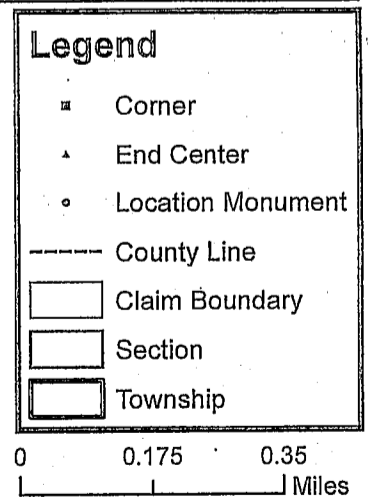 Legend
Corner
End Center
Location Monument
County Line
Claim Boundary
Section
Township
0 0.175 0.35
Miles